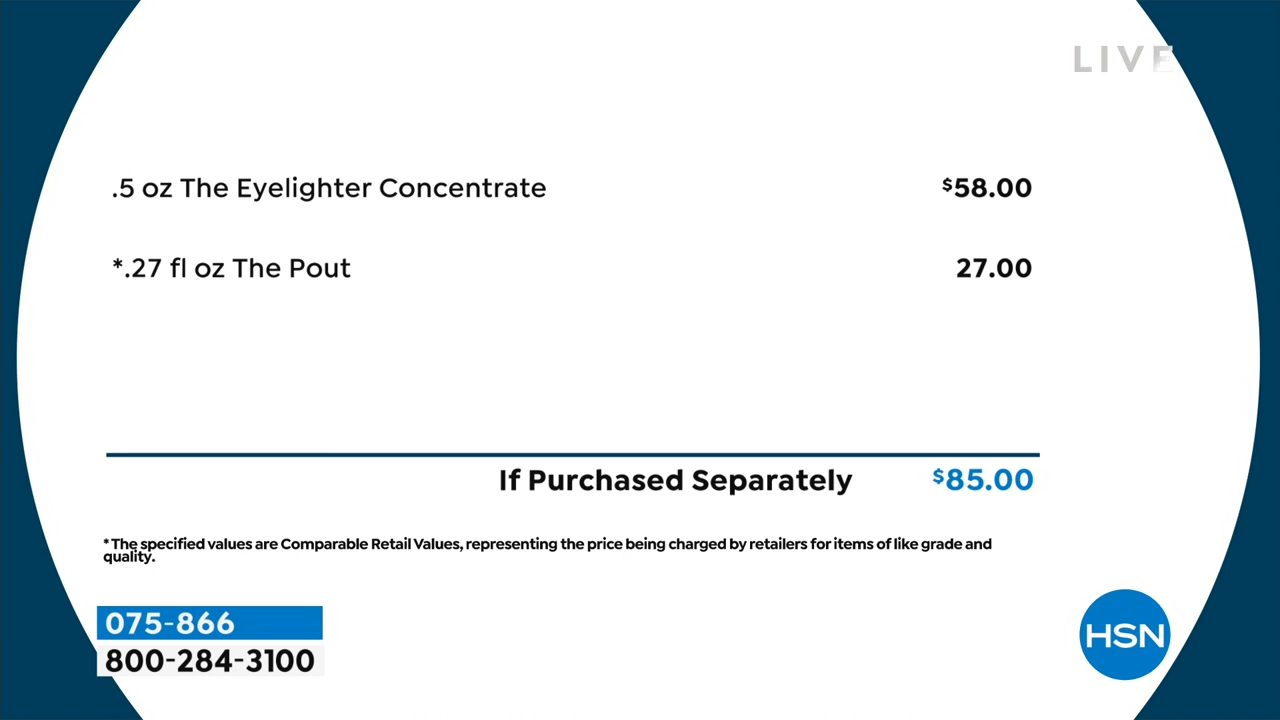 LIVE
.5 oz The Eyelighter Concentrate $58.00
*.27 fl oz The Pout 27.00
If Purchased Separately $85.00
*The specified values are Comparable Retail Values, representing the price being charged by retailers for items of like grade and
quality.
075-866
800-284-3100
HSN